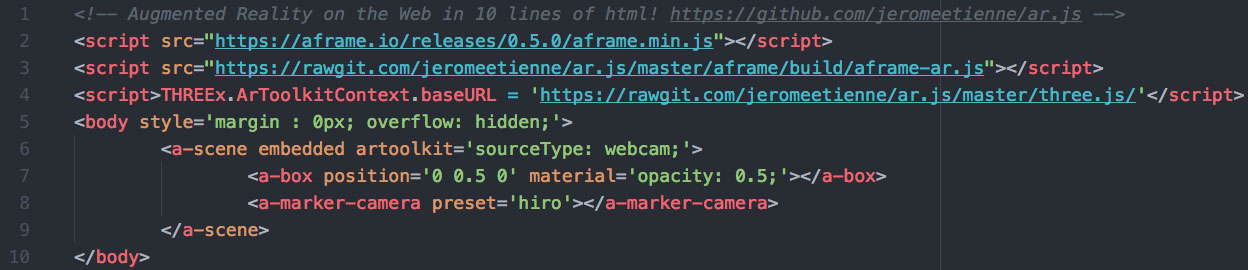 1 <!-- Augmented Reality on the Web in 10 lines of html! https://github.com/jeromeetienne/ar.js -->
2 <script src="https://aframe.io/releases/0.5.0/aframe.min.js"></script>
3 <script src="https://rawgit.com/jeromeetienne/ar.js/master/aframe/build/aframe-ar.js"></script>
4 <script>THREEx.ArToolkitContext.baseURL = 'https://rawgit.com/jeromeetienne/ar.js/master/three.js/'</script>
5 <body style='margin : 0px; overflow: hidden;'>
6         <a-scene embedded artoolkit='sourceType: webcam;'>
7                 <a-box position='0 0.5 0' material='opacity: 0.5;'></a-box>
8                 <a-marker-camera preset='hiro'></a-marker-camera>
9         </a-scene>
10 </body>